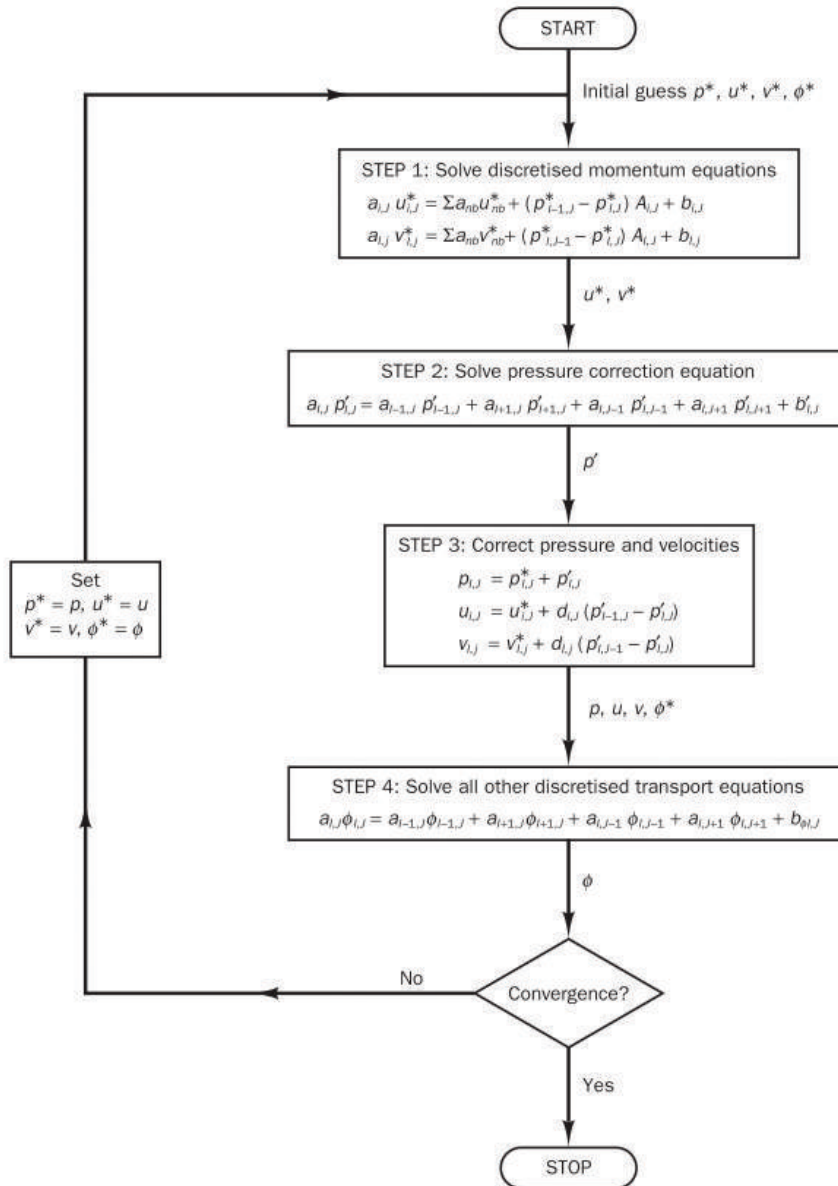 START
Initial guess p*, u*, v*, ϕ*
STEP 1: Solve discretised momentum equations
a_{i,J} u*_{i,J} = Σa_{nb}u*_{nb} + (p*_{I–1,J} – p*_{I,J}) A_{i,J} + b_{i,J}
a_{I,j} v*_{I,j} = Σa_{nb}v*_{nb} + (p*_{I,J–1} – p*_{I,J}) A_{I,j} + b_{I,j}
u*, v*
STEP 2: Solve pressure correction equation
a_{I,J} p′_{I,J} = a_{I–1,J} p′_{I–1,J} + a_{I+1,J} p′_{I+1,J} + a_{I,J–1} p′_{I,J–1} + a_{I,J+1} p′_{I,J+1} + b′_{I,J}
p′
STEP 3: Correct pressure and velocities
p_{I,J} = p*_{I,J} + p′_{I,J}
u_{i,J} = u*_{i,J} + d_{i,J} (p′_{I–1,J} – p′_{I,J})
v_{I,j} = v*_{I,j} + d_{I,j} (p′_{I,J–1} – p′_{I,J})
Set
p* = p, u* = u
v* = v, ϕ* = ϕ
p, u, v, ϕ*
STEP 4: Solve all other discretised transport equations
a_{I,J}ϕ_{I,J} = a_{I–1,J}ϕ_{I–1,J} + a_{I+1,J}ϕ_{I+1,J} + a_{I,J–1} ϕ_{I,J–1} + a_{I,J+1} ϕ_{I,J+1} + b_{ϕI,J}
ϕ
No
Convergence?
Yes
STOP